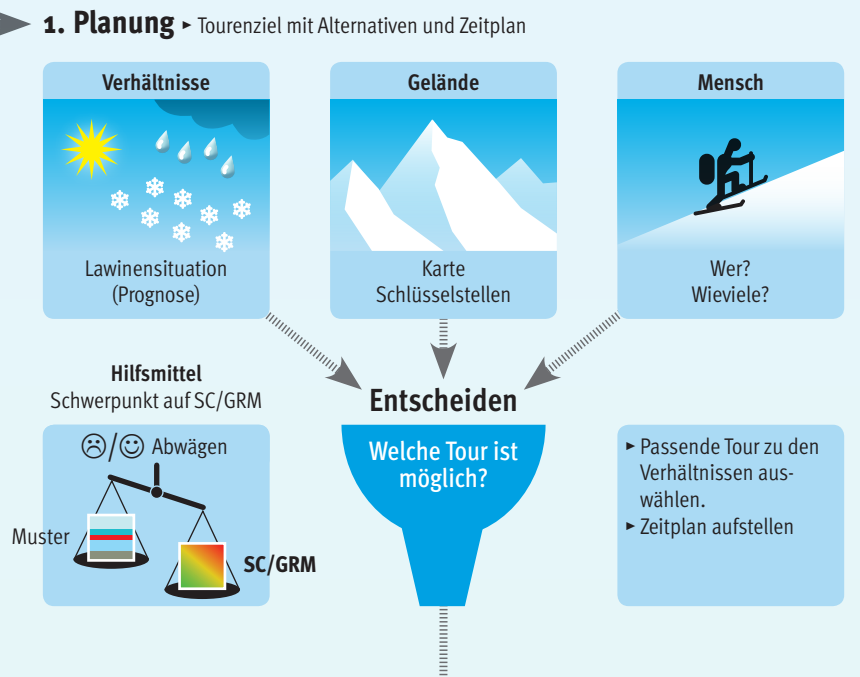 1. Planung ► Tourenziel mit Alternativen und Zeitplan
Verhältnisse
Lawinensituation
(Prognose)
Gelände
Karte
Schlüsselstellen
Mensch
Wer?
Wieviele?
Hilfsmittel
Schwerpunkt auf SC/GRM
☹/☺ Abwägen
Muster
SC/GRM
Entscheiden
Welche Tour ist
möglich?
► Passende Tour zu den
Verhältnissen aus-
wählen.
► Zeitplan aufstellen